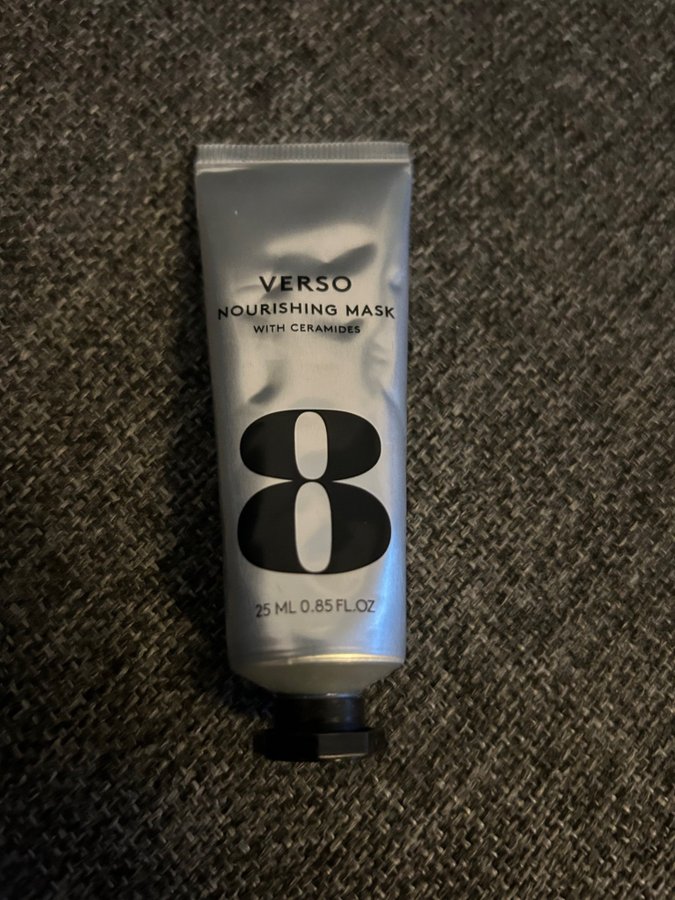 VERSO
NOURISHING MASK
WITH CERAMIDES
8
25 ML 0.85 FL.OZ